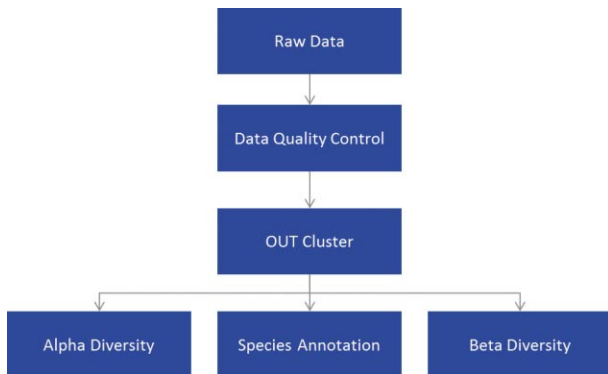 Raw Data
Data Quality Control
OUT Cluster
Alpha Diversity
Species Annotation
Beta Diversity